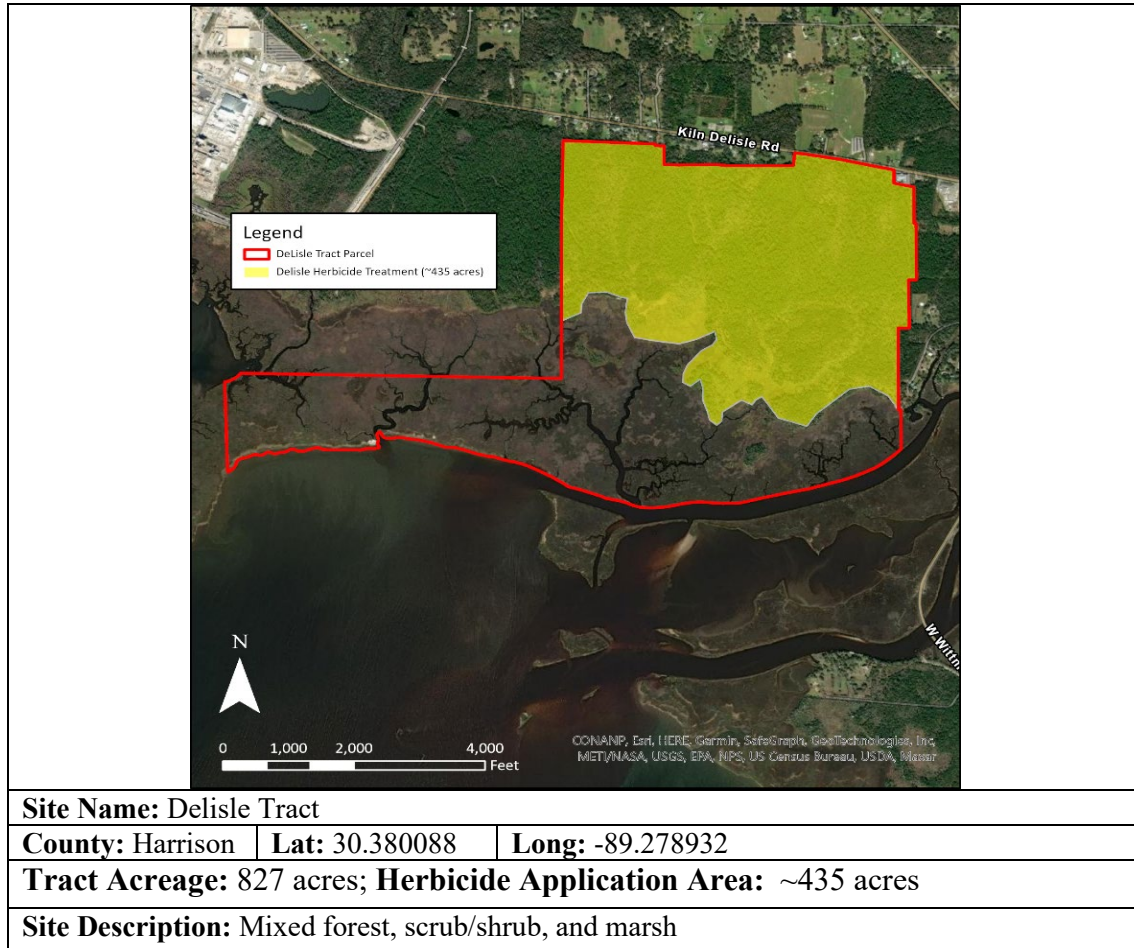 Kiln Delisle Rd
Legend
DeLisle Tract Parcel
Delisle Herbicide Treatment (~435 acres)
N
0 1,000 2,000 4,000
Feet
W Wittm
CONANP, Esri, HERE, Garmin, SafeGraph, GeoTechnologies, Inc,
METI/NASA, USGS, EPA, NPS, US Census Bureau, USDA, Maxar
Site Name: Delisle Tract
County: Harrison Lat: 30.380088 Long: -89.278932
Tract Acreage: 827 acres; Herbicide Application Area: ~435 acres
Site Description: Mixed forest, scrub/shrub, and marsh